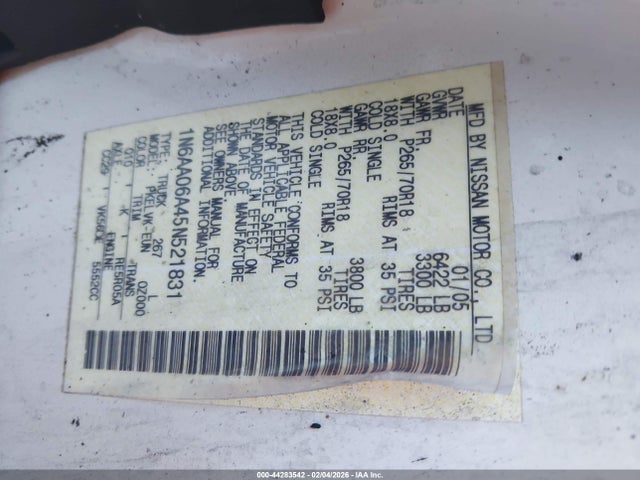 MFD BY NISSAN MOTOR CO., LTD
DATE 01/05
GVWR 6422 LB
GAWR FR. 3300 LB
WITH P265/70R18 TIRES
18X8.0 RIMS AT 35 PSI
COLD SINGLE
GAWR RR. 3800 LB
WITH P265/70R18 TIRES
18X8.0 RIMS AT 35 PSI
COLD SINGLE
THIS VEHICLE CONFORMS TO
ALL APPLICABLE FEDERAL
MOTOR VEHICLE SAFETY
STANDARDS IN EFFECT ON
THE DATE OF MANUFACTURE
SHOWN ABOVE.
SEE OWNERS MANUAL FOR
ADDITIONAL INFORMATION
1N6AA06A45N521831
TYPE: TRUCK 267 L
MODEL: TRIM
COLOR TRANS
RE5R05A
AXLE ENGINE
VK56DE 5552CC
000-44283542 - 02/04/2026 - IAA Inc.